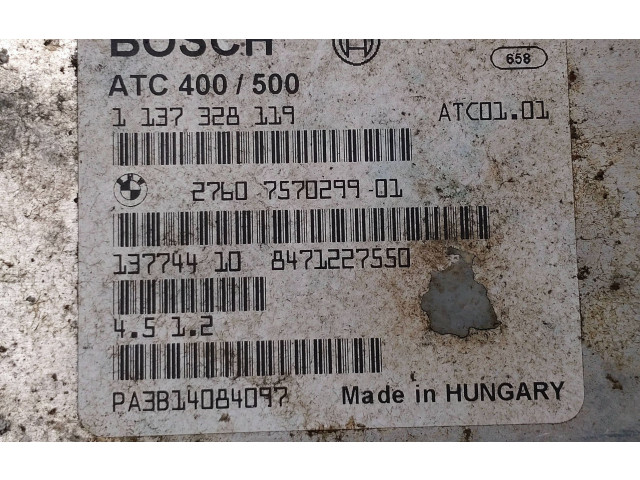 BOSCH
658
ATC 400 / 500
1 137 328 119 ATC01.01
2760 7570299-01
137744 10 8471227550
4.5 1.2
PA3B14084097 Made in HUNGARY